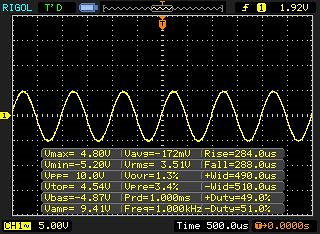 RIGOL T'D 1 1.92V
T
1
Vmax= 4.80V Vavg=-172mV Rise=284.0us
Vmin=-5.20V Vrms= 3.51V Fall=288.0us
Vpp= 10.0V Vovr=1.3% +Wid=490.0us
Vtop= 4.54V Vpre=3.4% -Wid=510.0us
Vbas=-4.87V Prd=1.000ms +Duty=49.0%
Vamp= 9.41V Freq=1.000kHz -Duty=51.0%
CH1 5.00V Time 500.0us T→0.0000s